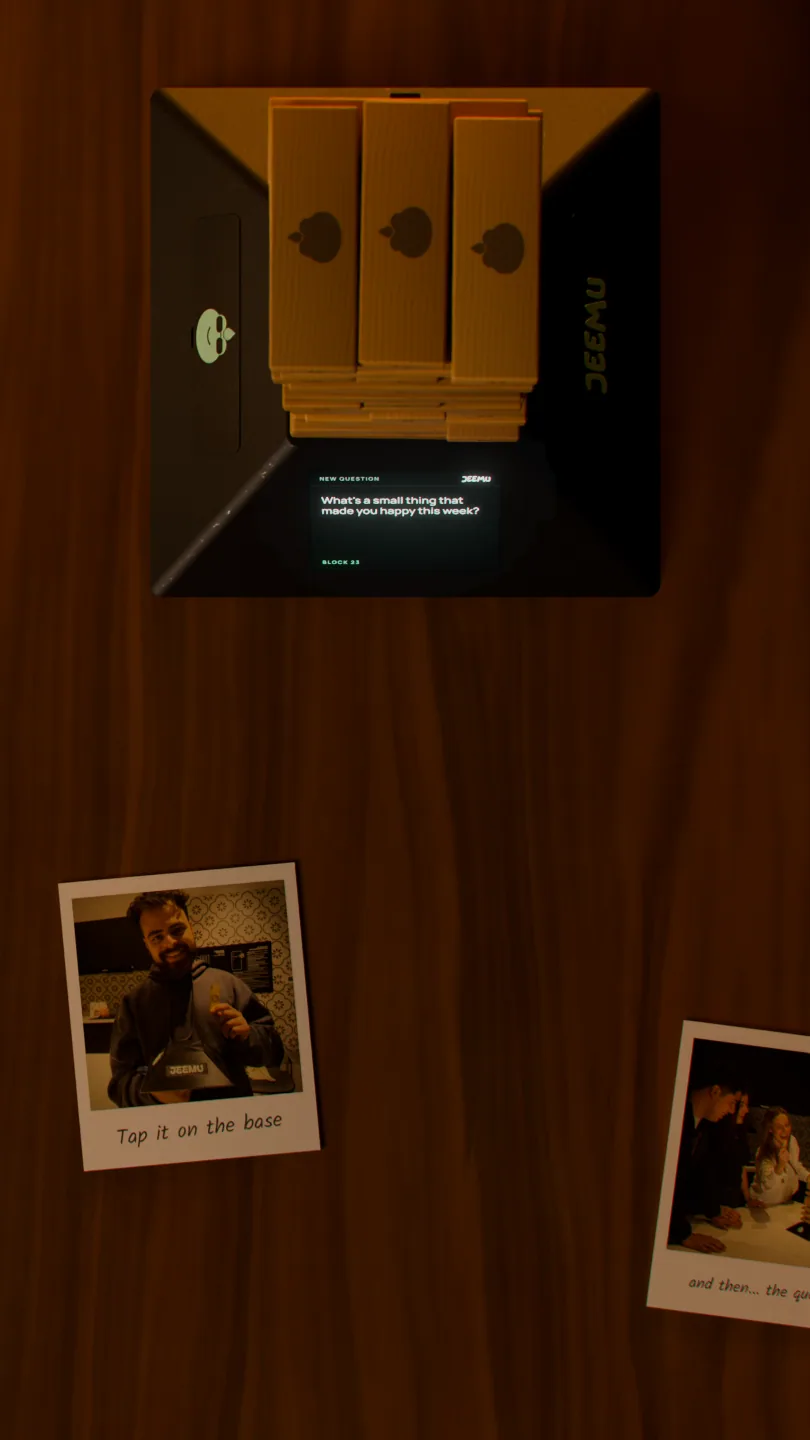 JEEMU
NEW QUESTION JEEMU
What's a small thing that
made you happy this week?
BLOCK 23
JEEMU
Tap it on the base
and then... the